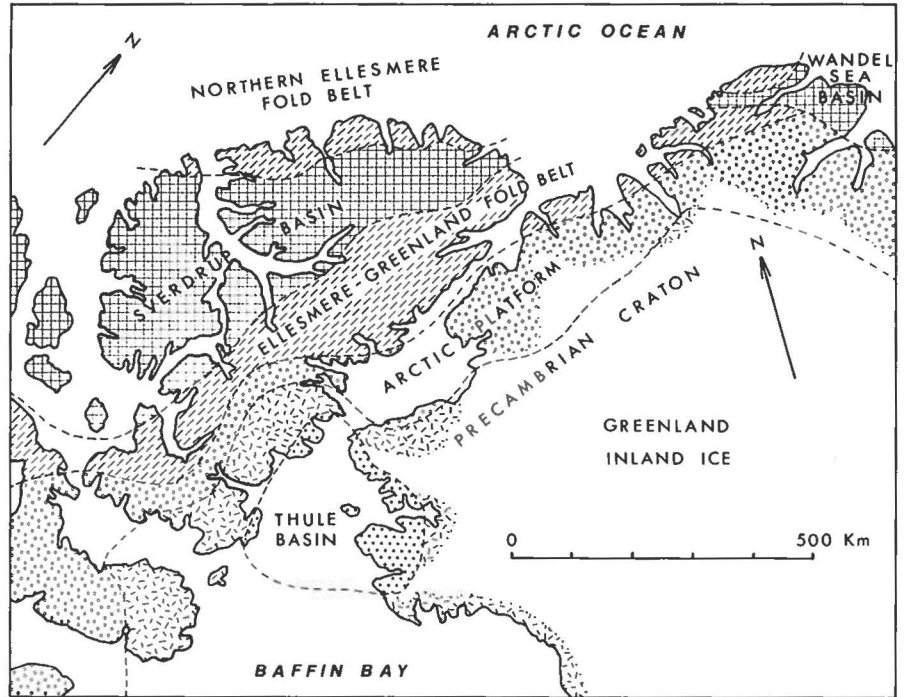 ARCTIC OCEAN
N
NORTHERN ELLESMERE
FOLD BELT
WANDEL
SEA
BASIN
SVERDRUP BASIN
ELLESMERE-GREENLAND FOLD BELT
ARCTIC PLATFORM
PRECAMBRIAN CRATON
N
GREENLAND
INLAND ICE
THULE
BASIN
0 500 Km
BAFFIN BAY